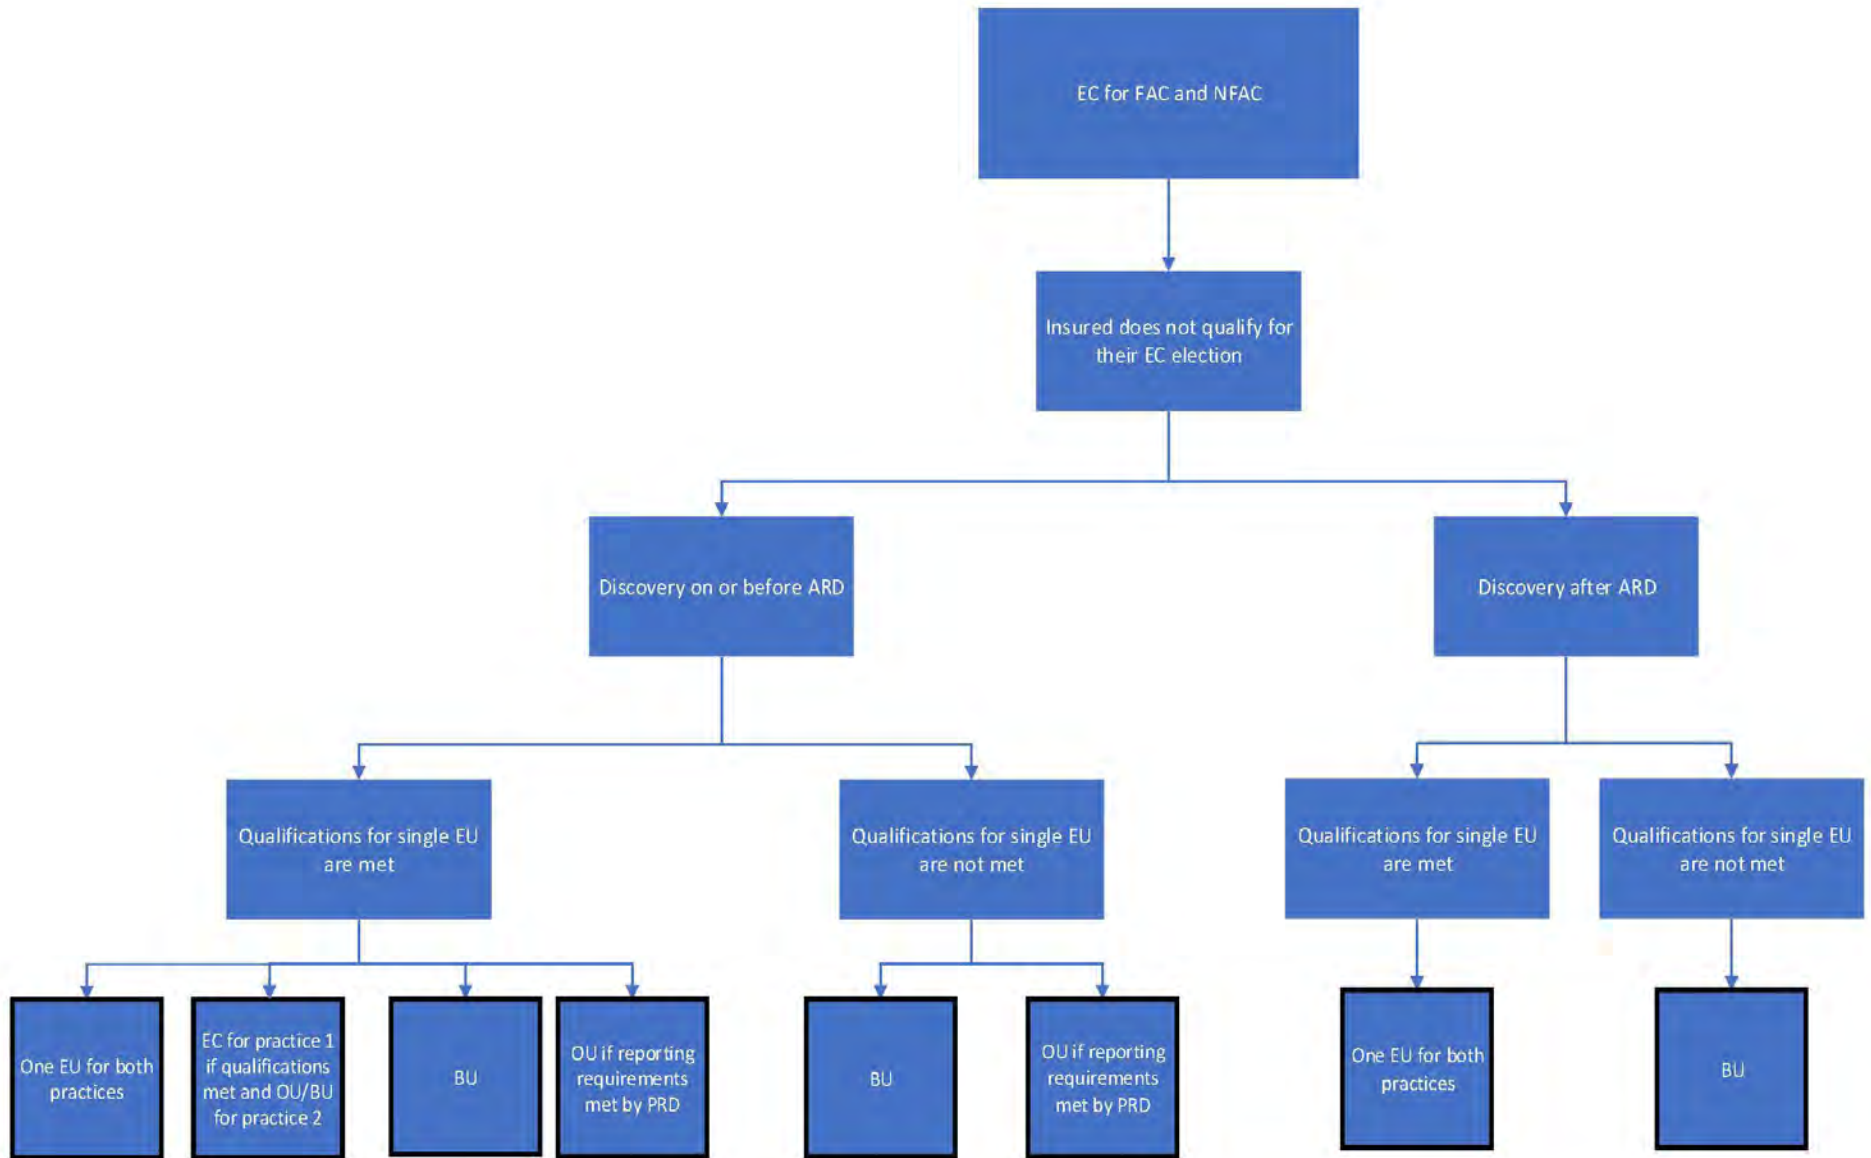 EC for FAC and NFAC
Insured does not qualify for
their EC election
Discovery on or before ARD
Discovery after ARD
Qualifications for single EU
are met
Qualifications for single EU
are not met
Qualifications for single EU
are met
Qualifications for single EU
are not met
One EU for both
practices
EC for practice 1
if qualifications
met and OU/BU
for practice 2
BU
OU if reporting
requirements
met by PRD
BU
OU if reporting
requirements
met by PRD
One EU for both
practices
BU